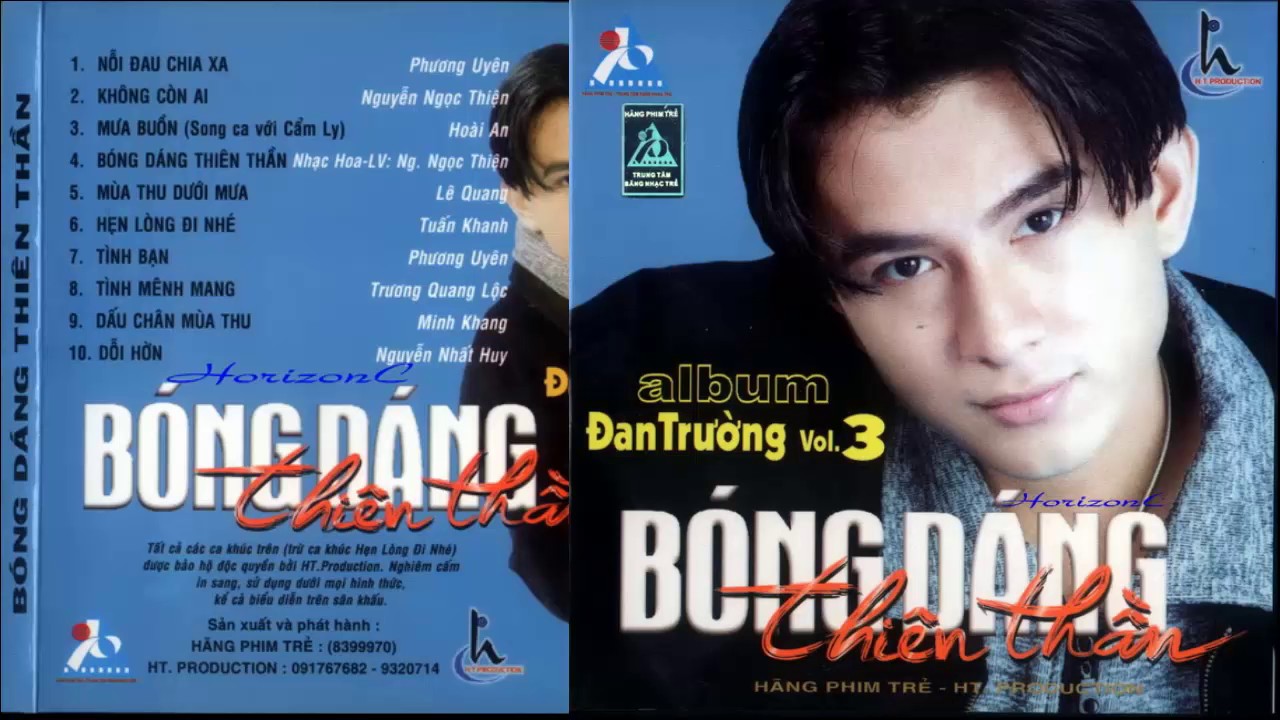 BÓNG DÁNG THIÊN THẦN
1. NỖI ĐAU CHIA XA Phương Uyên
2. KHÔNG CÒN AI Nguyễn Ngọc Thiện
3. MƯA BUỒN (Song ca với Cẩm Ly) Hoài An
4. BÓNG DÁNG THIÊN THẦN Nhạc Hoa-LV: Ng. Ngọc Thiện
5. MÙA THU DƯỚI MƯA Lê Quang
6. HẸN LÒNG ĐI NHÉ Tuấn Khanh
7. TÌNH BẠN Phương Uyên
8. TÌNH MÊNH MANG Trương Quang Lộc
9. DẤU CHÂN MÙA THU Minh Khang
10. DỖI HỜN Nguyễn Nhất Huy
HorizonC
BÓNG DÁNG
thiên thầ
Tất cả các ca khúc trên (trừ ca khúc Hẹn Lòng Đi Nhé)
được bảo hộ độc quyền bởi HT.Production. Nghiêm cấm
in sang, sử dụng dưới mọi hình thức,
kể cả biểu diễn trên sân khấu.
Sản xuất và phát hành :
HÃNG PHIM TRẺ : (8399970)
HT. PRODUCTION : 091767682 - 9320714
H.T. PRODUCTION
H.T. PRODUCTION
HÃNG PHIM TRẺ
TRUNG TÂM
BĂNG NHẠC TRẺ
album
Đan Trường Vol.3
HorizonC
BÓNG DÁNG
thiên thần
HÃNG PHIM TRẺ - HT. PRODUCTION